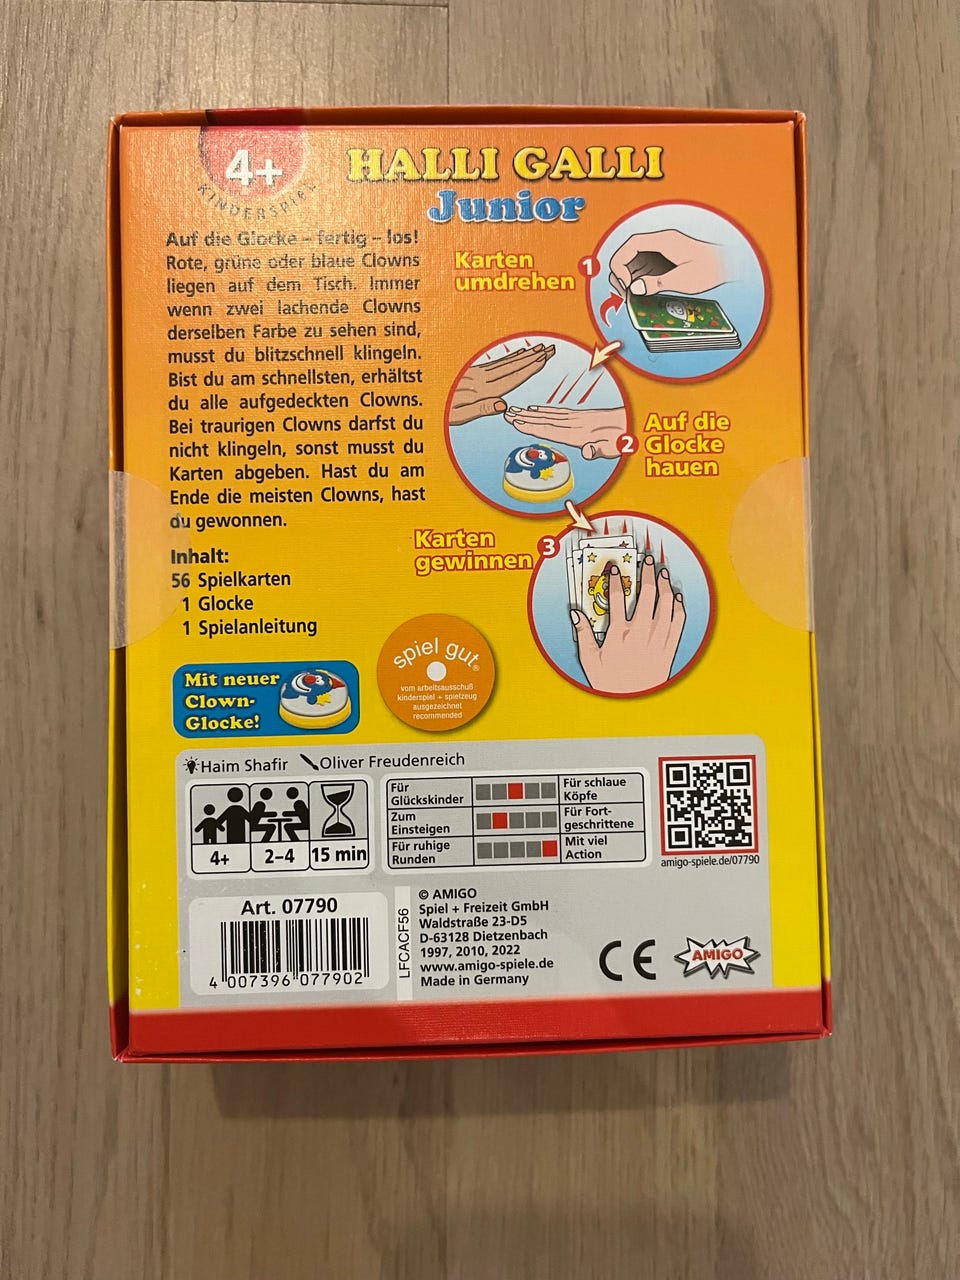 4+
KINDERSPIEL
HALLI GALLI
Junior
Auf die Glocke – fertig – los!
Rote, grüne oder blaue Clowns
liegen auf dem Tisch. Immer
wenn zwei lachende Clowns
derselben Farbe zu sehen sind,
musst du blitzschnell klingeln.
Bist du am schnellsten, erhältst
du alle aufgedeckten Clowns.
Bei traurigen Clowns darfst du
nicht klingeln, sonst musst du
Karten abgeben. Hast du am
Ende die meisten Clowns, hast
du gewonnen.
Inhalt:
56 Spielkarten
1 Glocke
1 Spielanleitung
Karten
umdrehen
1
2
Auf die
Glocke
hauen
Karten
gewinnen
3
Mit neuer
Clown-
Glocke!
spiel gut®
vom arbeitsausschuß
kinderspiel + spielzeug
ausgezeichnet
recommended
Haim Shafir Oliver Freudenreich
4+
2–4
15 min
Für
Glückskinder
Für schlaue
Köpfe
Zum
Einsteigen
Für Fort-
geschrittene
Für ruhige
Runden
Mit viel
Action
amigo-spiele.de/07790
Art. 07790
4 007396 077902
LFCACF56
© AMIGO
Spiel + Freizeit GmbH
Waldstraße 23-D5
D-63128 Dietzenbach
1997, 2010, 2022
www.amigo-spiele.de
Made in Germany
CE
AMIGO